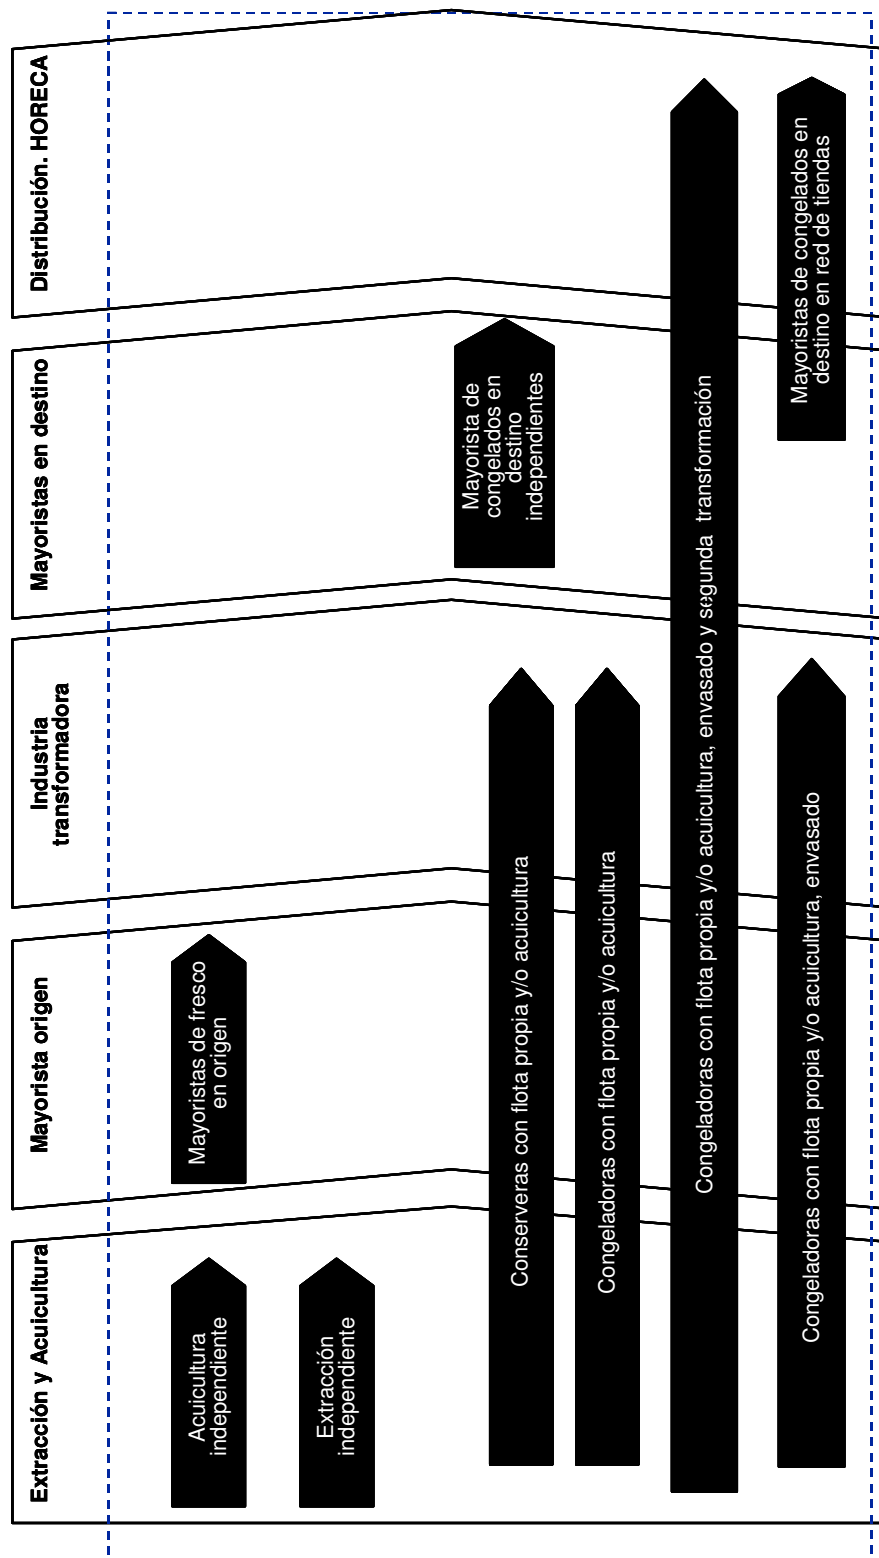 Extracción y Acuicultura
Mayorista origen
Industria
transformadora
Mayoristas en destino
Distribución. HORECA
Acuicultura
independiente
Mayoristas de fresco
en origen
Extracción
independiente
Mayorista de
congelados en
destino
independientes
Conserveras con flota propia y/o acuicultura
Congeladoras con flota propia y/o acuicultura
Congeladoras con flota propia y/o acuicultura, envasado y segunda transformación
Congeladoras con flota propia y/o acuicultura, envasado
Mayoristas de congelados en
destino en red de tiendas